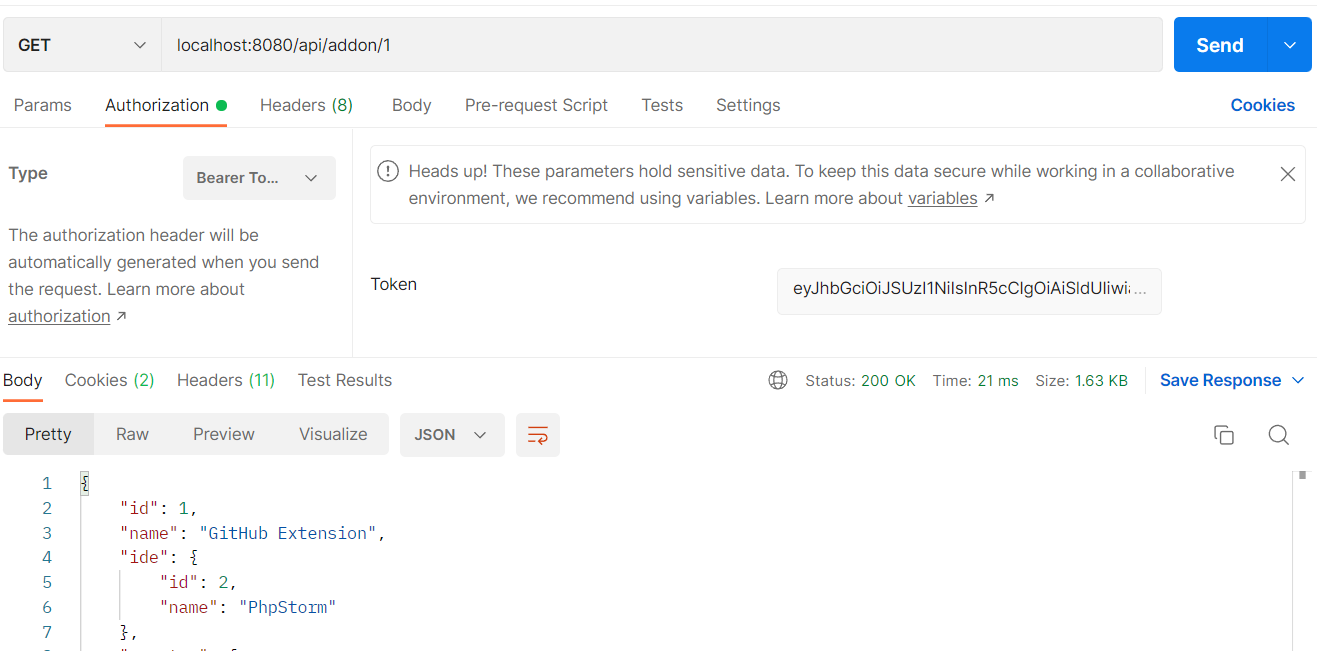 GET
localhost:8080/api/addon/1
Send
Params Authorization Headers (8) Body Pre-request Script Tests Settings Cookies
Type
Bearer To...
Heads up! These parameters hold sensitive data. To keep this data secure while working in a collaborative
environment, we recommend using variables. Learn more about variables ↗
The authorization header will be
automatically generated when you send
the request. Learn more about
authorization ↗
Token
Body Cookies (2) Headers (11) Test Results
Status: 200 OK Time: 21 ms Size: 1.63 KB Save Response
Pretty Raw Preview Visualize JSON
1 {
2 "id": 1,
3 "name": "GitHub Extension",
4 "ide": {
5 "id": 2,
6 "name": "PhpStorm"
7 },